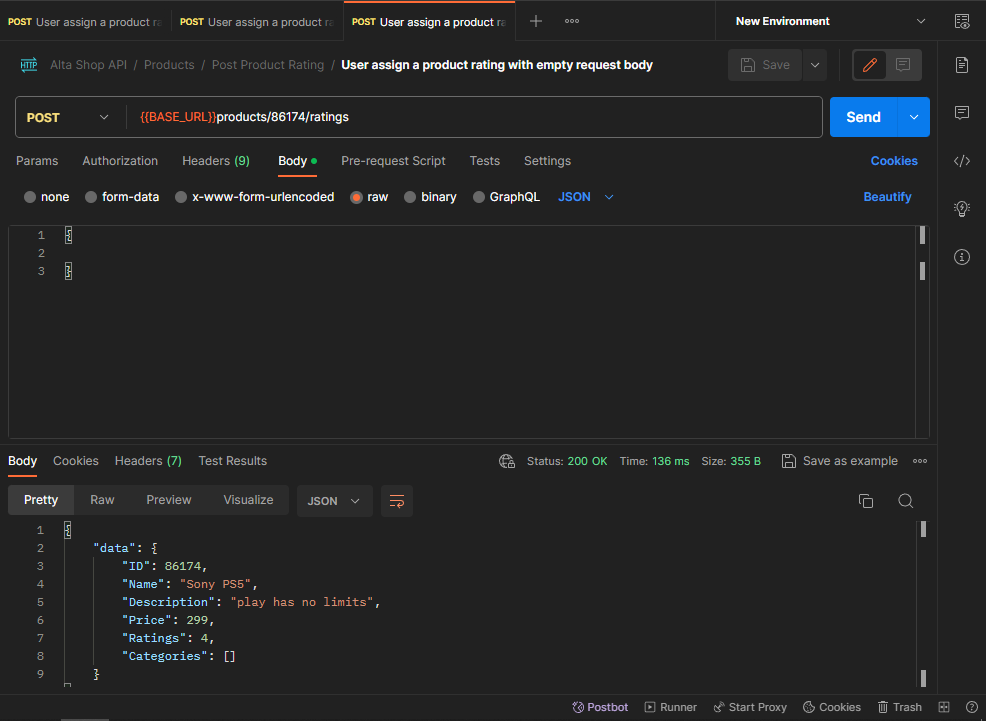 POST User assign a product ra POST User assign a product ra POST User assign a product ra New Environment
HTTP Alta Shop API / Products / Post Product Rating / User assign a product rating with empty request body Save
POST {{BASE_URL}}products/86174/ratings Send
Params Authorization Headers (9) Body Pre-request Script Tests Settings Cookies
none form-data x-www-form-urlencoded raw binary GraphQL JSON Beautify
1 {
2
3 }
Body Cookies Headers (7) Test Results Status: 200 OK Time: 136 ms Size: 355 B Save as example
Pretty Raw Preview Visualize JSON
1 {
2 "data": {
3 "ID": 86174,
4 "Name": "Sony PS5",
5 "Description": "play has no limits",
6 "Price": 299,
7 "Ratings": 4,
8 "Categories": []
9 }
Postbot Runner Start Proxy Cookies Trash